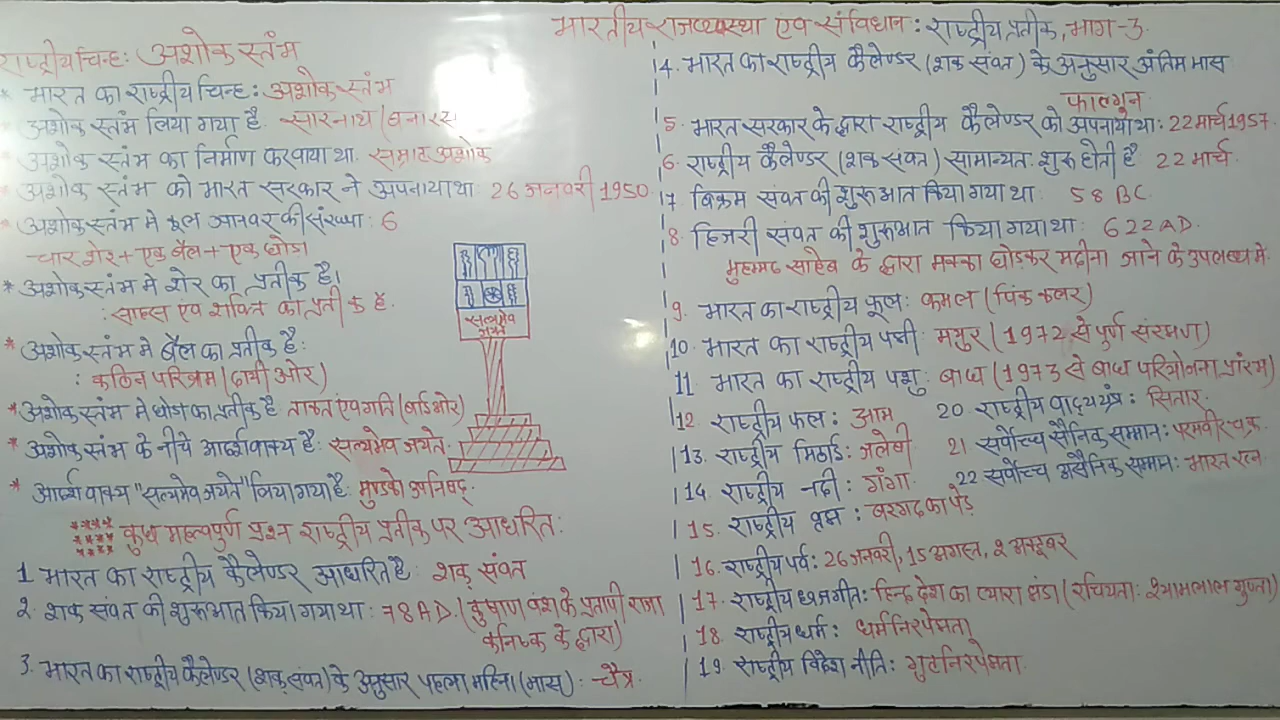 भारतीय राजव्यवस्था एवं संविधान : राष्ट्रीय प्रतीक, भाग-3.
राष्ट्रीय चिन्ह: अशोक स्तंभ
* भारत का राष्ट्रीय चिन्ह : अशोक स्तंभ
* अशोक स्तंभ लिया गया है. सारनाथ (बनारस
* अशोक स्तंभ का निर्माण करवाया था. सम्राट अशोक
* अशोक स्तंभ को भारत सरकार ने अपनाया था: 26 जनवरी 1950
* अशोक स्तंभ मे कुल जानवर की संख्या : 6
चार शेर + एक बैल + एक घोडा
* अशोक स्तंभ मे शेर का प्रतीक है।
: साहस एंव शक्ति का प्रतीक है.
* अशोक स्तंभ मे बैल का प्रतीक है :
: कठिन परिश्रम (दायी ओर)
* अशोक स्तंभ मे घोडा का प्रतीक है ताकत एंव गति (बाई ओर)
* अशोक स्तंभ के नीचे आदर्श वाक्य है : सत्यमेव जयते.
* आदर्श वाक्य "सत्यमेव जयते" लिया गया है: मुण्डको उपनिषद्.
सत्यमेव
जयते
कुछ महत्वपुर्ण प्रश्न राष्ट्रीय प्रतीक पर आधारित:
1 भारत का राष्ट्रीय कैलेण्डर आधारित है : शक् संवत
2. शक संवत की शुरूआत किया गया था : 78 AD. (कुषाण वंश के प्रतापी राजा
कनिष्क के द्वारा)
3. भारत का राष्ट्रीय कैलेण्डर (शक् संवत) के अनुसार पहला महिना (मास) : चैत्र
4. भारत का राष्ट्रीय कैलेण्डर (शक संवत) के अनुसार अंतिम मास
फाल्गुन
5. भारत सरकार के द्वारा राष्ट्रीय कैलेण्डर को अपनाया था : 22 मार्च 1957.
6. राष्ट्रीय कैलेण्डर (शक संवत) सामान्यत: शुरू होती है 22 मार्च.
7. विक्रम संवत की शुरूआत किया गया था: 58 BC.
8. हिजरी संवत की शुरूआत किया गया था : 622 AD.
मुहम्मद साहेब के द्वारा मक्का छोड़कर मदीना जाने के उपलक्ष्य मे.
9. भारत का राष्ट्रीय फूल : कमल (पिंक कलर)
10. भारत का राष्ट्रीय पक्षी : मयुर (1972 से पुर्ण संरक्षण)
11 भारत का राष्ट्रीय पशु : बाघ (1973 से बाघ परियोजना प्रारंभ)
12. राष्ट्रीय फल : आम
13. राष्ट्रीय मिठाई : जलेबी
14 राष्ट्रीय नदी : गंगा.
15. राष्ट्रीय वृक्ष : बरगद का पेड़
16. राष्ट्रीय पर्व : 26 जनवरी, 15 अगस्त, 2 अक्टूबर
17. राष्ट्रीय ध्वजगीत : हिन्द देश का प्यारा झंडा (रचियता : श्यामलाल गुप्ता)
18. राष्ट्रीय धर्म : धर्मनिरपेक्षता
19. राष्ट्रीय विदेश नीति : गुटनिरपेक्षता
20 राष्ट्रीय वाद्ययंत्र : सितार.
21 सर्वोच्च सैनिक सम्मान : परमवीर चक्र.
22 सर्वोच्च असैनिक सम्मान : भारत रत्न